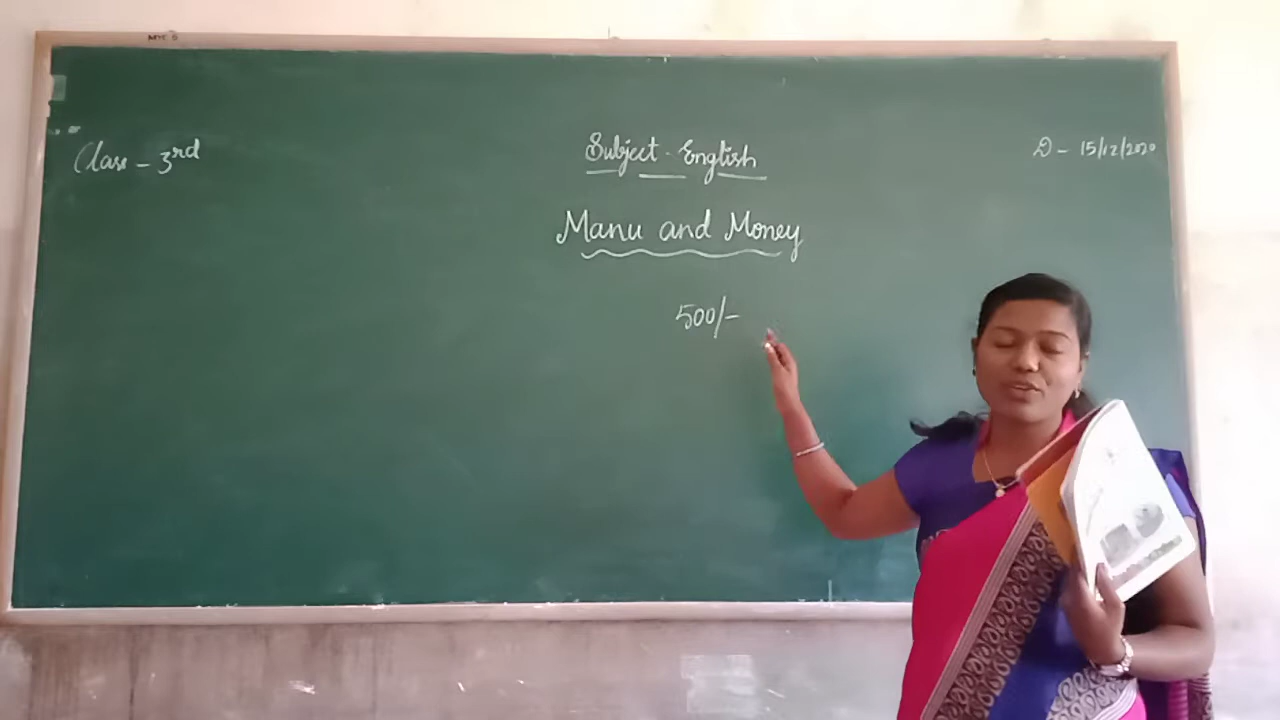 Class - 3rd
Subject - English
D - 15/12/2020
Manu and Money
500/-